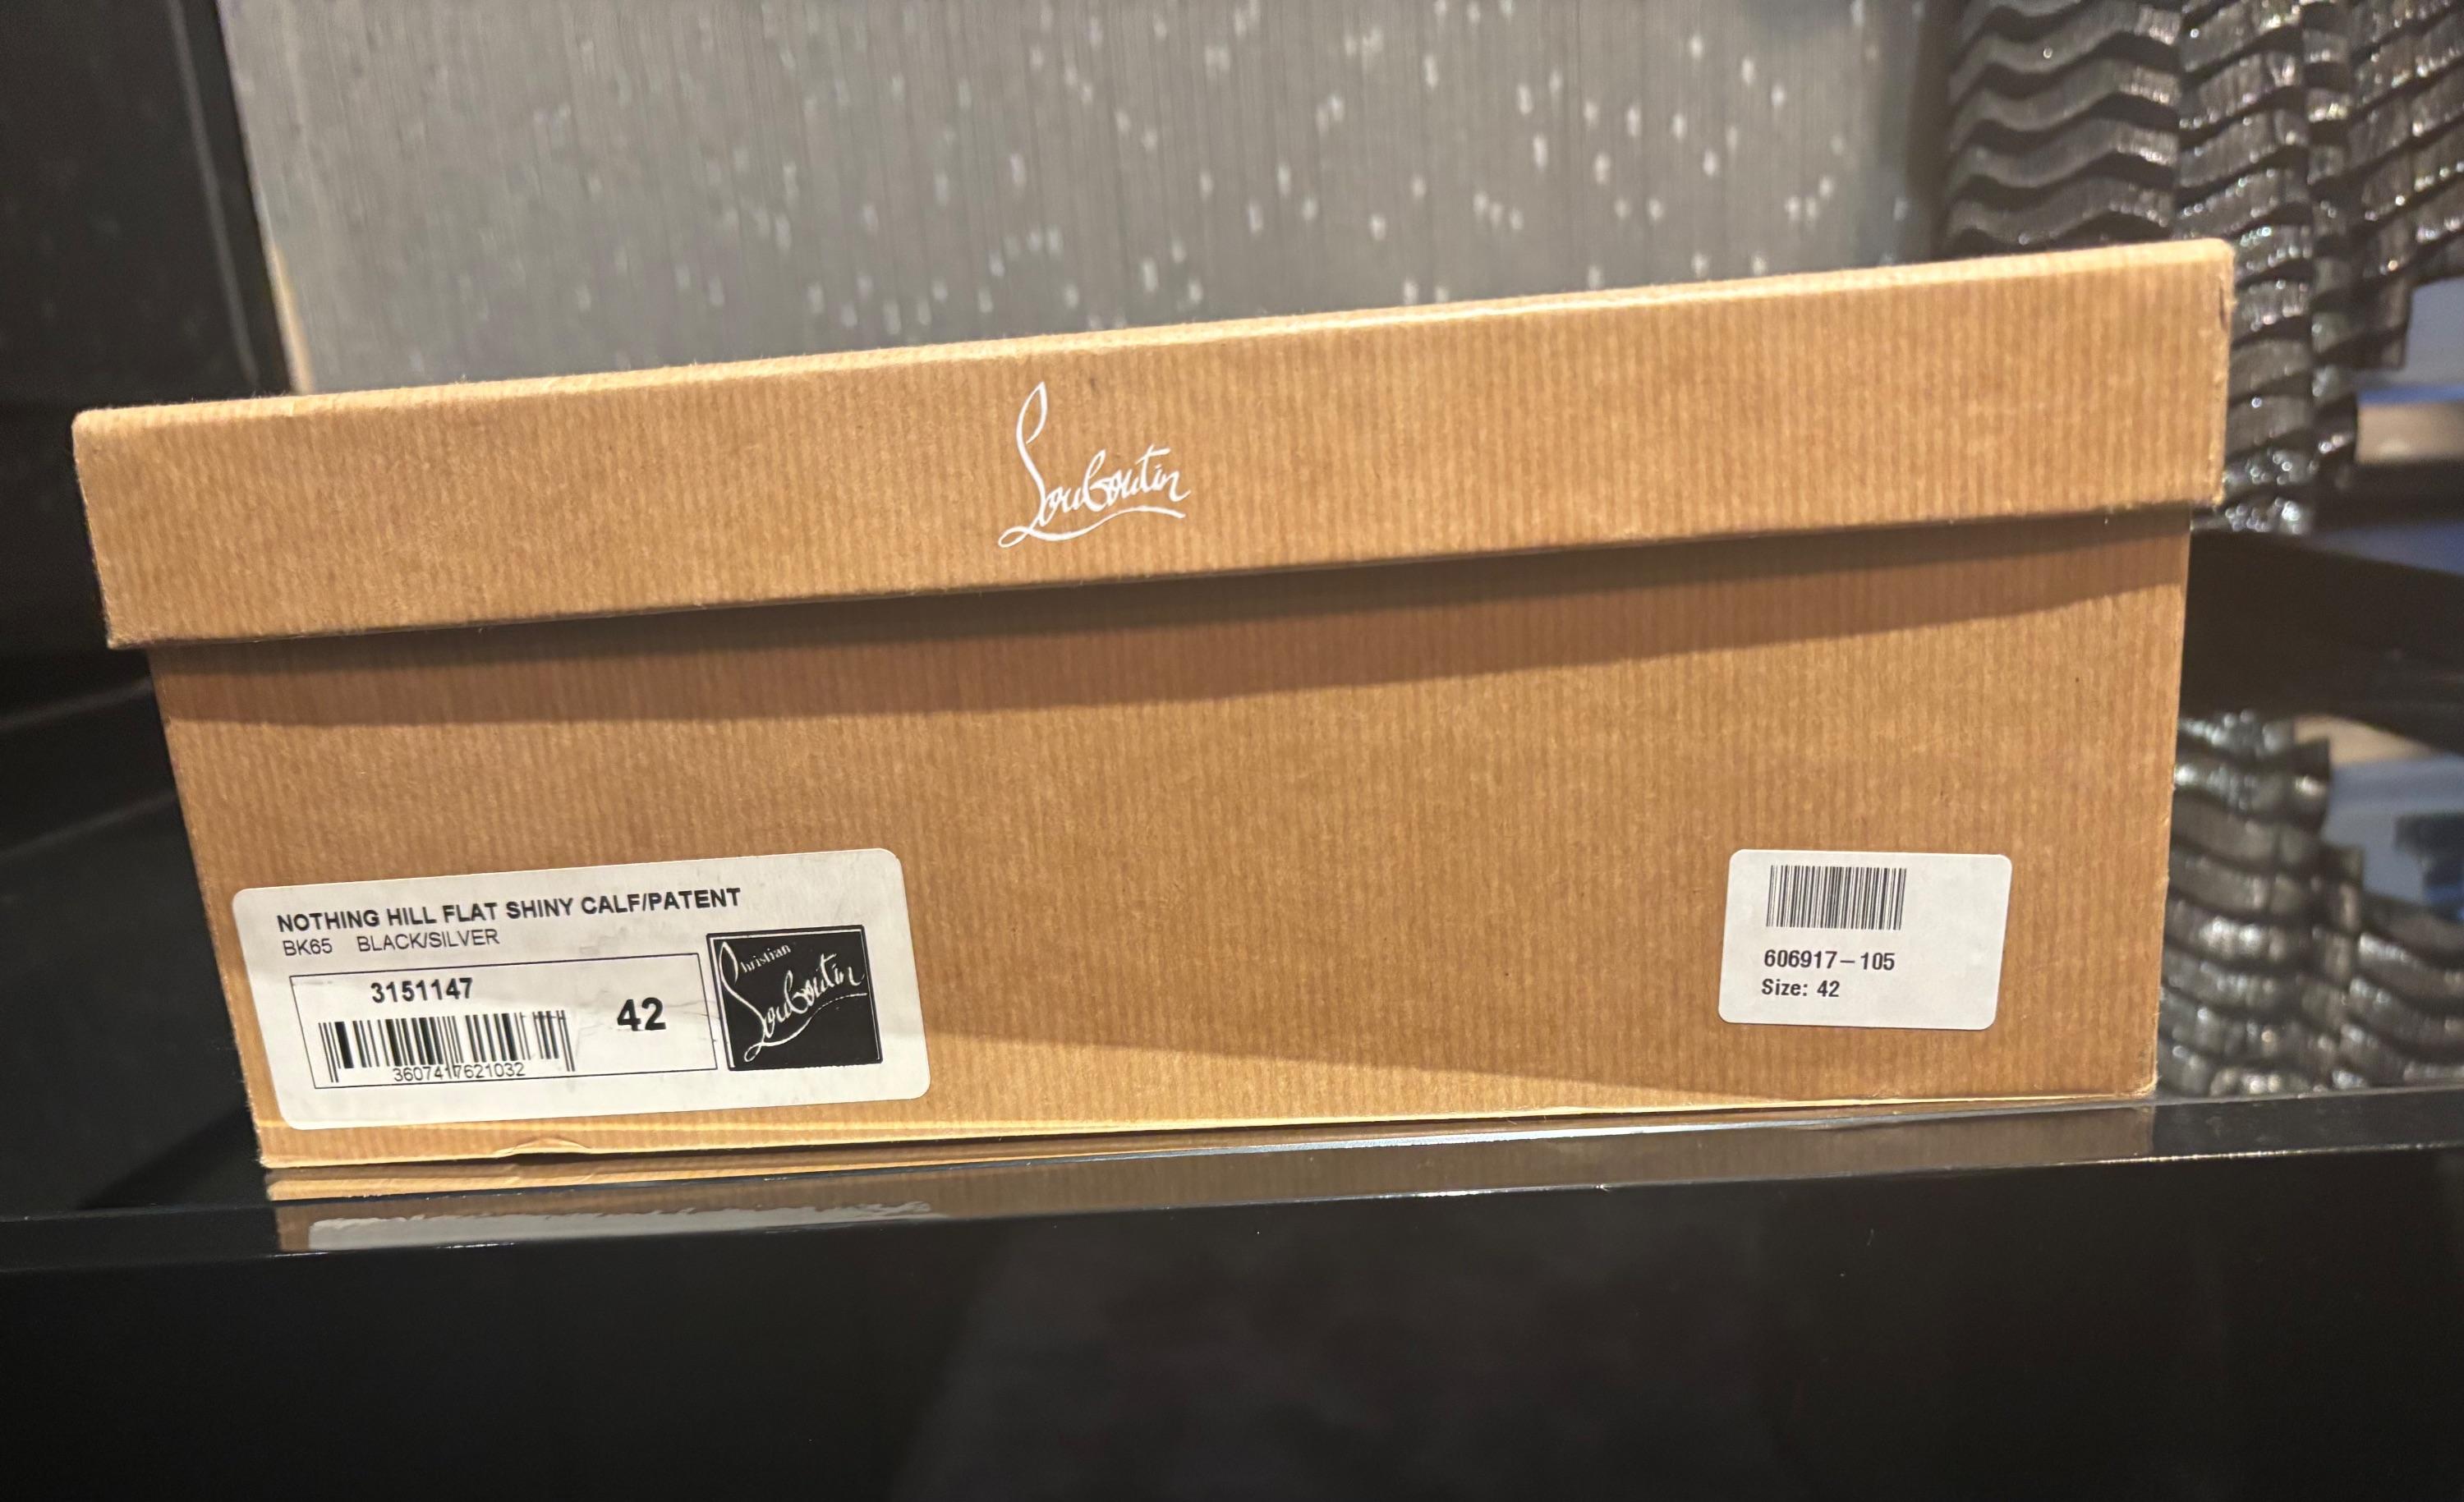 Louboutin
NOTHING HILL FLAT SHINY CALF/PATENT
BK65 BLACK/SILVER
3151147
42
3607417621032
Christian
Louboutin
606917-105
Size: 42